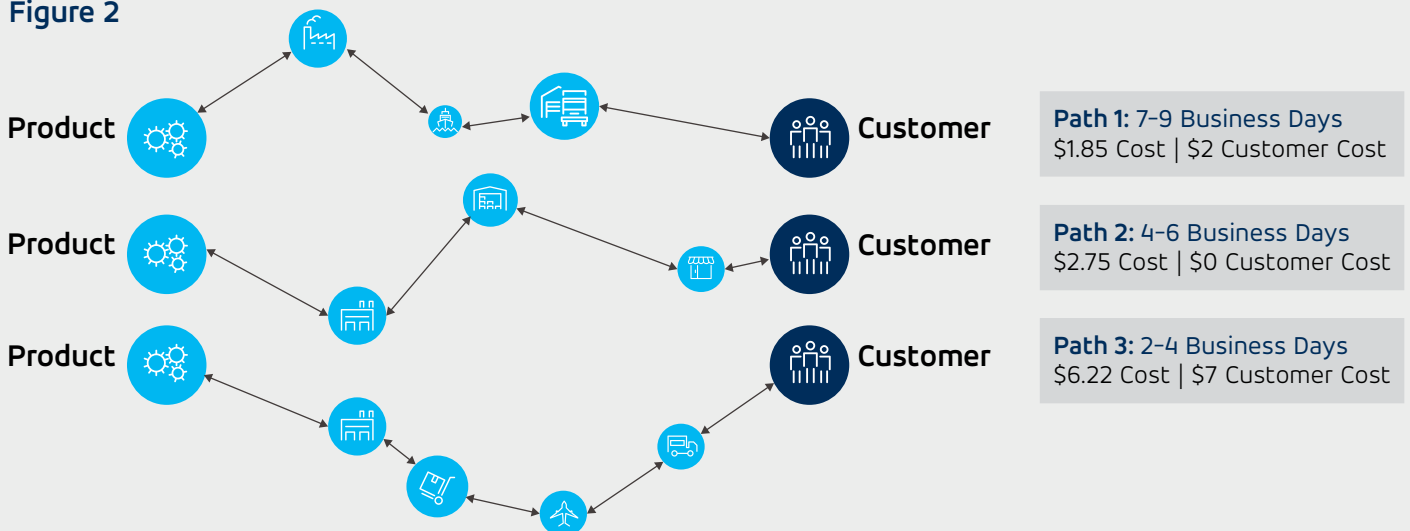 Figure 2
Product
Customer
Path 1: 7-9 Business Days
$1.85 Cost | $2 Customer Cost
Product
Customer
Path 2: 4-6 Business Days
$2.75 Cost | $0 Customer Cost
Product
Customer
Path 3: 2-4 Business Days
$6.22 Cost | $7 Customer Cost